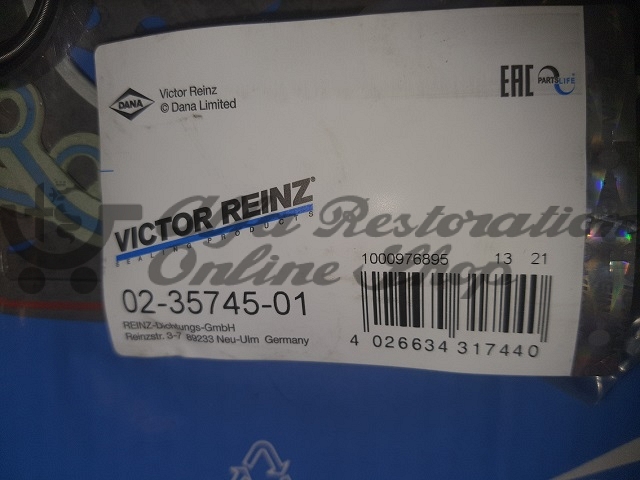 DANA
Victor Reinz
© Dana Limited
EAC PARTSLIFE®
VICTOR REINZ®
SEALING PRODUCTS
Restoration
Online Shop
1000976895 13 21
02-35745-01
REINZ-Dichtungs-GmbH
Reinzstr. 3-7 89233 Neu-Ulm Germany
4 026634 317440